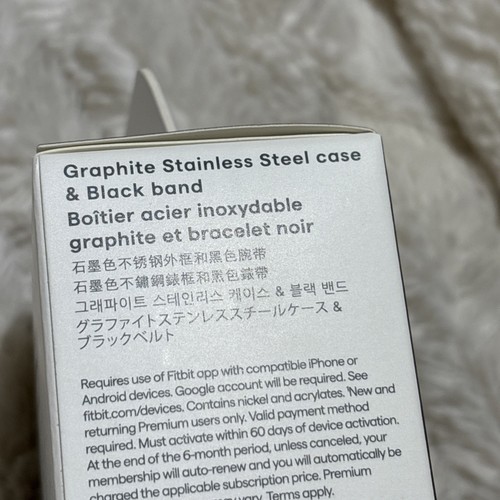 Graphite Stainless Steel case
& Black band
Boîtier acier inoxydable
graphite et bracelet noir
石墨色不锈钢外框和黑色腕带
石墨色不鏽鋼錶框和黑色錶帶
그래파이트 스테인리스 케이스 & 블랙 밴드
グラファイトステンレススチールケース &
ブラックベルト
Requires use of Fitbit app with compatible iPhone or
Android devices. Google account will be required. See
fitbit.com/devices. Contains nickel and acrylates. ¹New and
returning Premium users only. Valid payment method
required. Must activate within 60 days of device activation.
At the end of the 6-month period, unless canceled, your
membership will auto-renew and you will automatically be
charged the applicable subscription price. Premium
may vary. Terms apply.